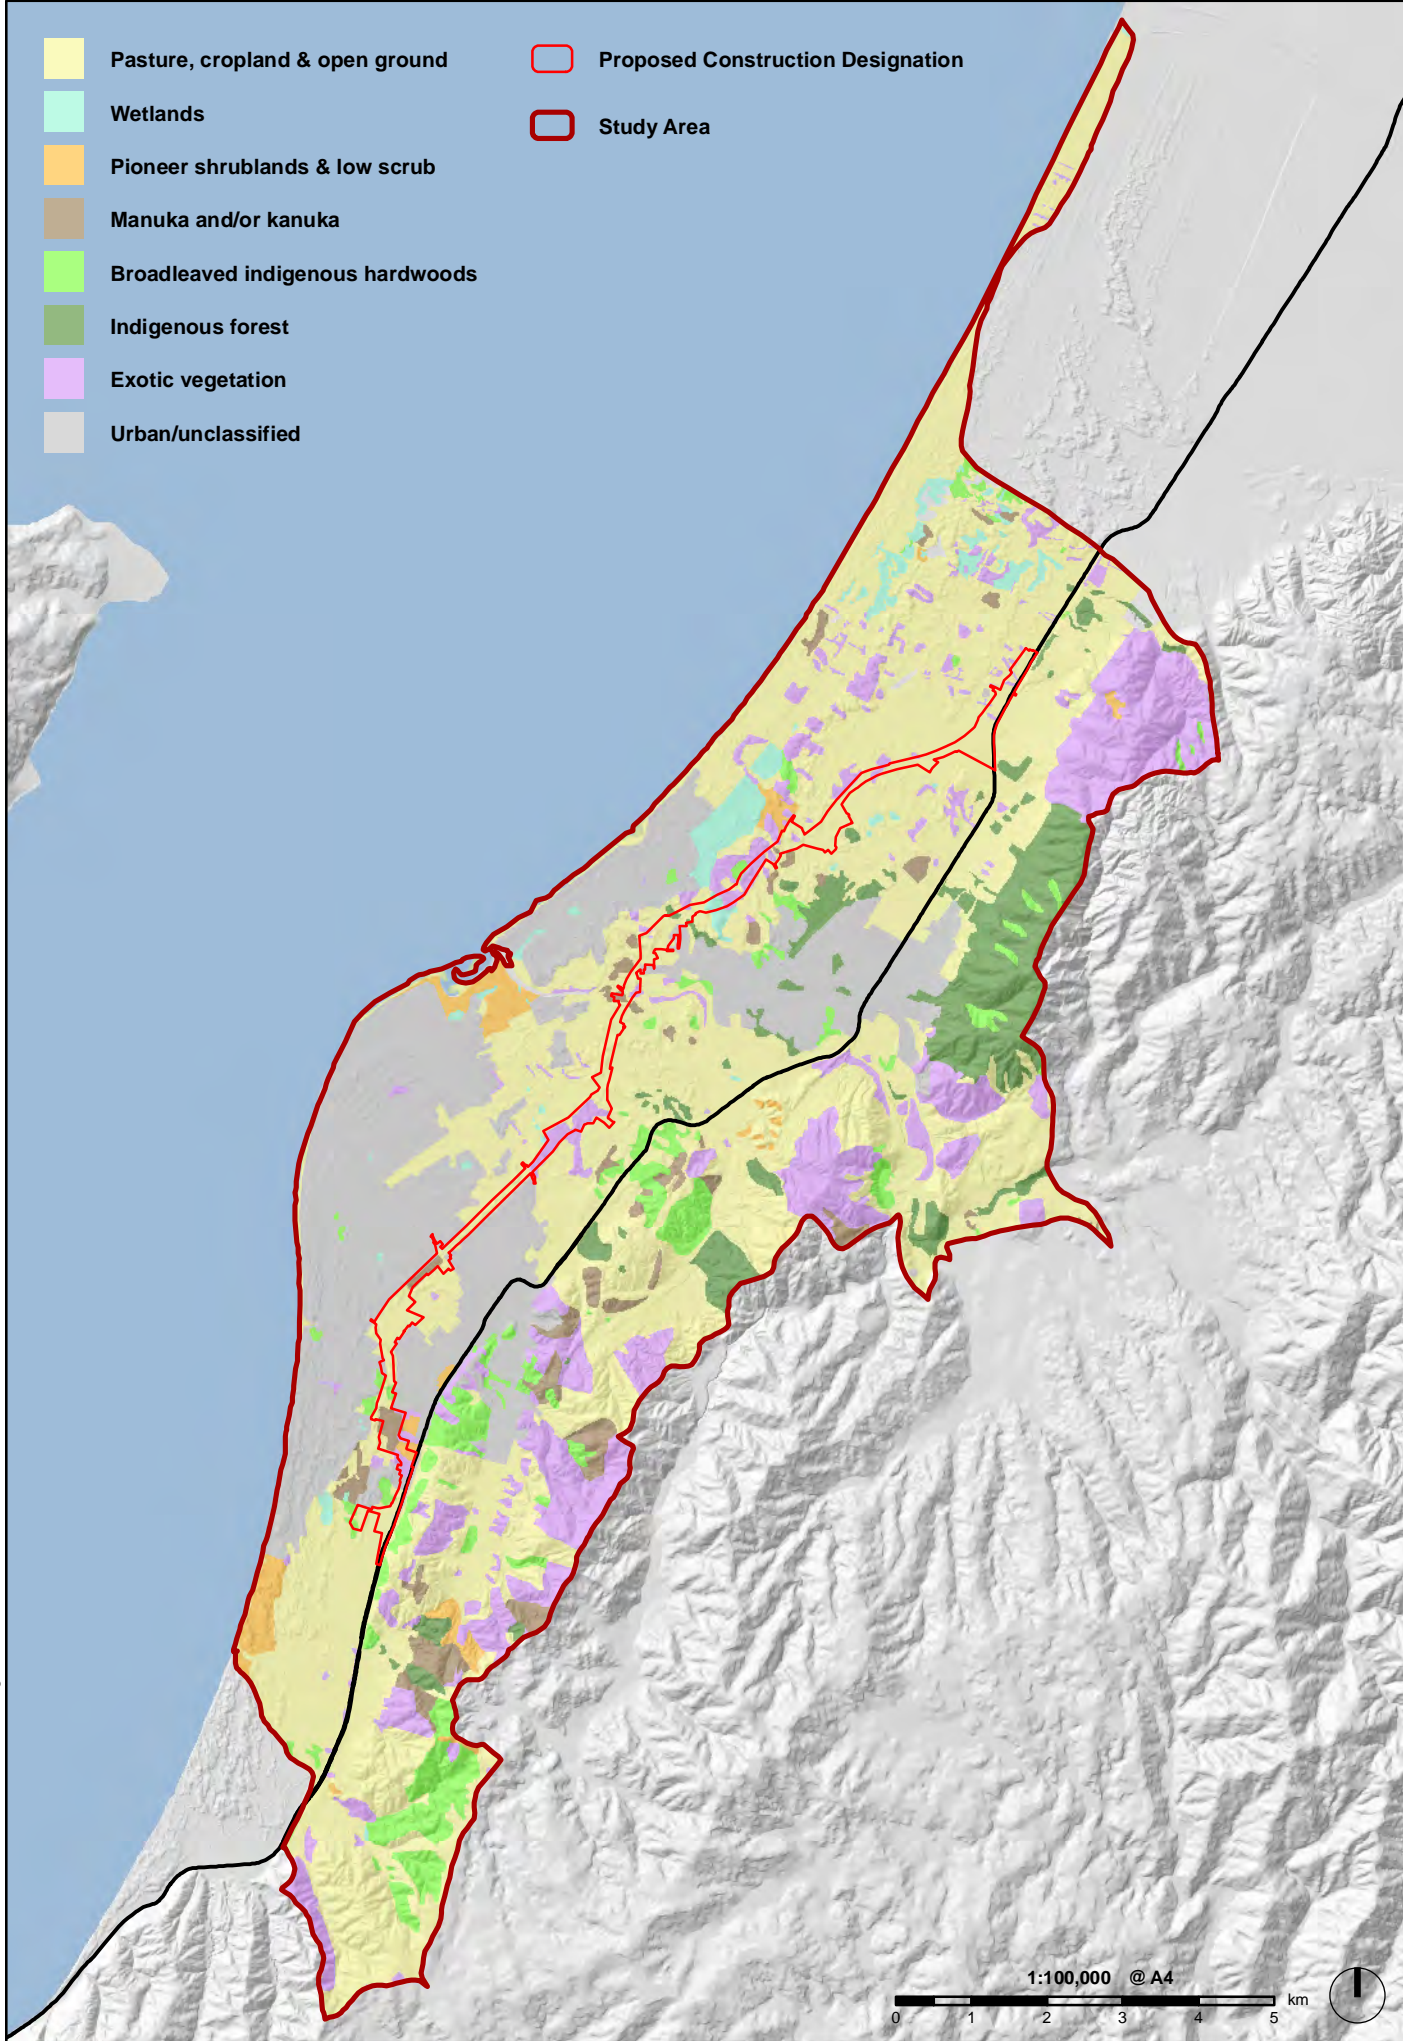 Pasture, cropland & open ground
Wetlands
Pioneer shrublands & low scrub
Manuka and/or kanuka
Broadleaved indigenous hardwoods
Indigenous forest
Exotic vegetation
Urban/unclassified
Proposed Construction Designation
Study Area
1:100,000 @ A4
0 1 2 3 4 5 km